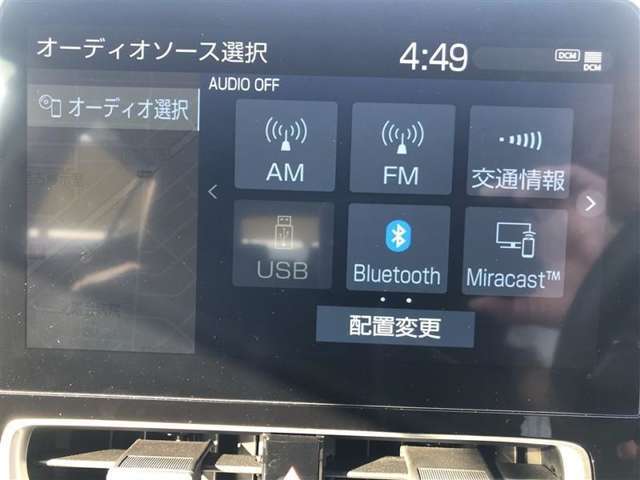 オーディオソース選択
4:49
DCM
DCM
オーディオ選択
AUDIO OFF
AM
FM
交通情報
USB
Bluetooth
Miracast™
配置変更